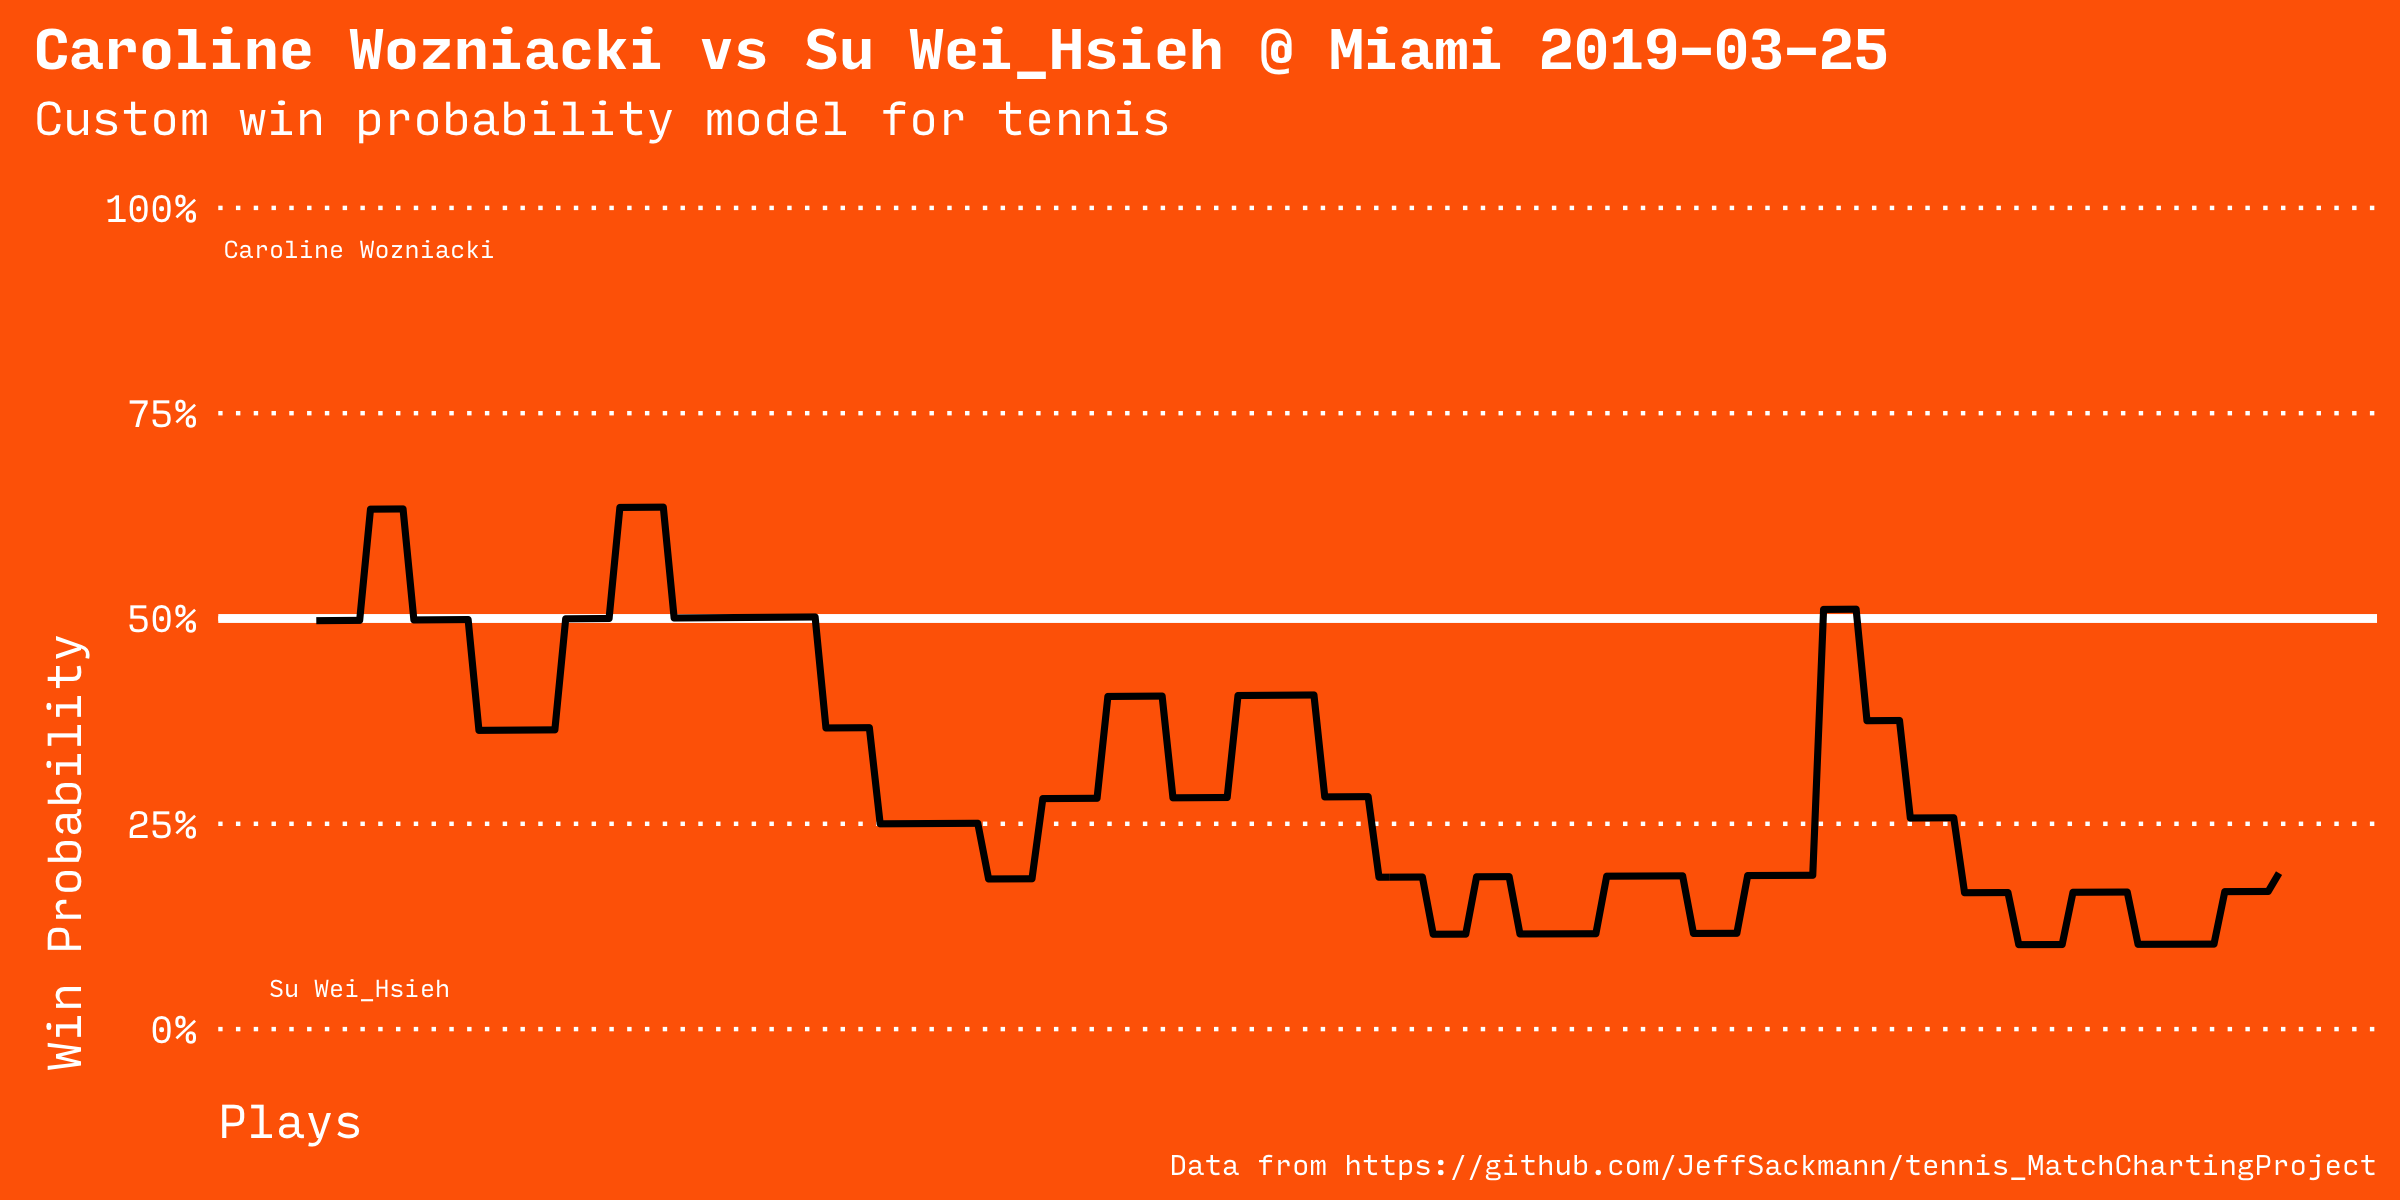 Caroline Wozniacki vs Su Wei_Hsieh @ Miami 2019-03-25
Custom win probability model for tennis
100%
Caroline Wozniacki
75%
50%
25%
Su Wei_Hsieh
0%
Win Probability
Plays
Data from https://github.com/JeffSackmann/tennis_MatchChartingProject